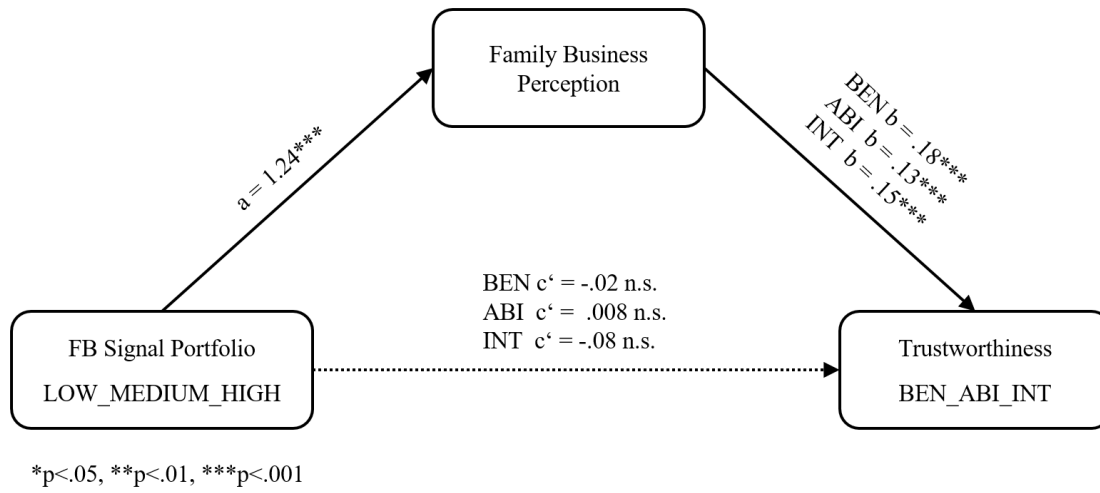 Family Business
Perception
a = 1.24***
BEN b = .18***
ABI b = .13***
INT b = .15***
BEN c‘ = -.02 n.s.
ABI c‘ = .008 n.s.
INT c‘ = -.08 n.s.
FB Signal Portfolio
LOW_MEDIUM_HIGH
Trustworthiness
BEN_ABI_INT
*p<.05, **p<.01, ***p<.001